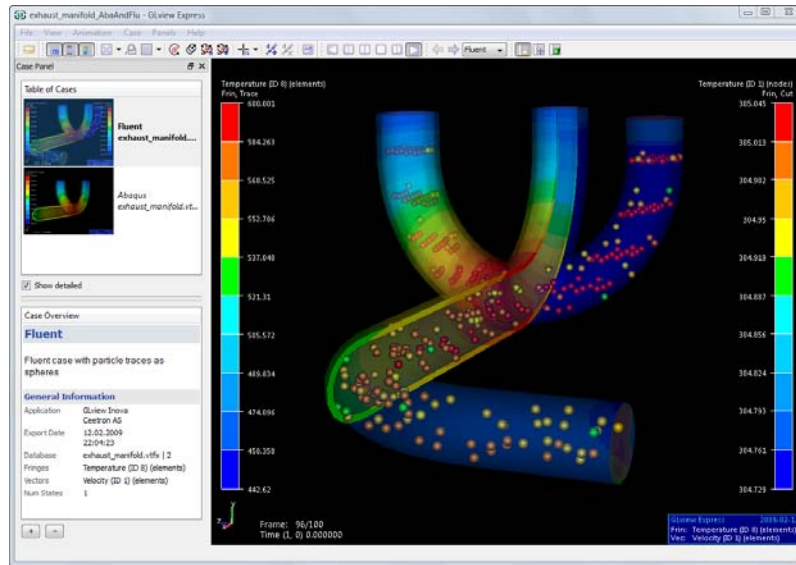 exhaust_manifold_AbaAndFlu - GLview Express
File View Animation Case Panels Help
Fluent
Case Panel
Table of Cases
Fluent
exhaust_manifold....
Abaqus
exhaust_manifold.vt...
Show detailed
Case Overview
Fluent
Fluent case with particle traces as
spheres
General Information
Application GLview Inova
Ceetron AS
Export Date 12.02.2009
22:04:23
Database exhaust_manifold.vtfx | 2
Fringes Temperature (ID 8) (elements)
Vectors Velocity (ID 1) (elements)
Num States 1
Temperature (ID 8) (elements)
Frin, Trace
600.001
584.263
568.525
552.786
537.048
521.31
505.572
489.834
474.096
458.358
442.62
Temperature (ID 1) (nodes)
Frin, Cut
305.045
305.013
304.982
304.95
304.919
304.887
304.856
304.824
304.793
304.761
304.729
Y
Z
Frame: 96/100
Time (1, 0) 0.000000
GLview Express
Frin: Temperature (ID 8) (elem
Vec: Velocity (ID 1) (elements)